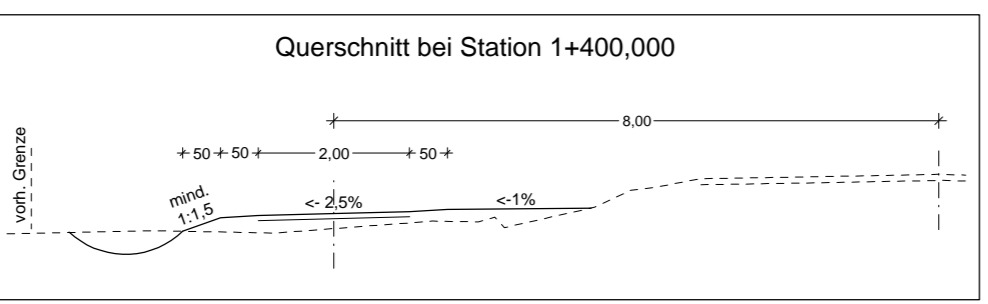 Querschnitt bei Station 1+400,000
8,00
vorh. Grenze
50 50 2,00 50
mind.
1:1,5
<- 2,5%
<-1%